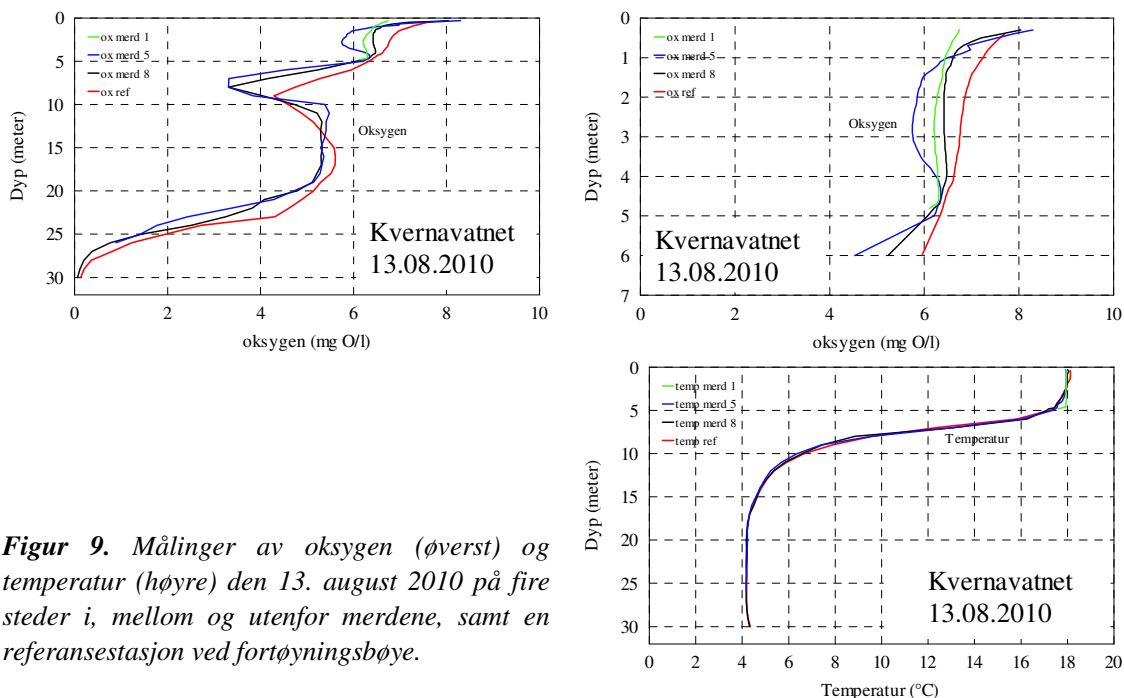 0
5
10
15
20
25
30
Dyp (meter)
ox merd 1
ox merd 5
ox merd 8
ox ref
Oksygen
Kvernavatnet
13.08.2010
0 2 4 6 8 10
oksygen (mg O/l)
0
1
2
3
4
5
6
7
Dyp (meter)
ox merd 1
ox merd 5
ox merd 8
ox ref
Oksygen
Kvernavatnet
13.08.2010
0 2 4 6 8 10
oksygen (mg O/l)
0
5
10
15
20
25
30
Dyp (meter)
temp merd 1
temp merd 5
temp merd 8
temp ref
Temperatur
Kvernavatnet
13.08.2010
0 2 4 6 8 10 12 14 16 18 20
Temperatur (°C)
Figur 9. Målinger av oksygen (øverst) og
temperatur (høyre) den 13. august 2010 på fire
steder i, mellom og utenfor merdene, samt en
referansestasjon ved fortøyningsbøye.